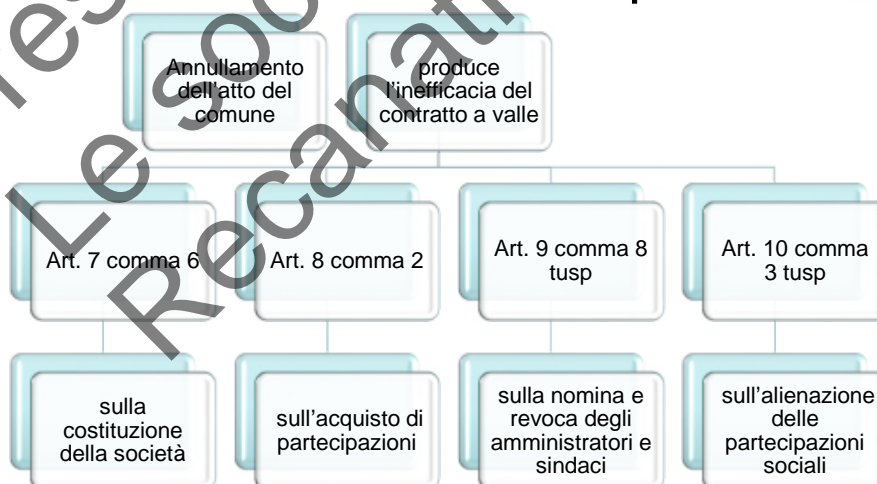 Annullamento
dell'atto del
comune
produce
l'inefficacia del
contratto a valle
Art. 7 comma 6
Art. 8 comma 2
Art. 9 comma 8
tusp
Art. 10 comma
3 tusp
sulla
costituzione
della società
sull'acquisto di
partecipazioni
sulla nomina e
revoca degli
amministratori e
sindaci
sull'alienazione
delle
partecipazioni
sociali
Le
Recanati